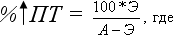 %↑ПТ = 100*Э / А−Э, где